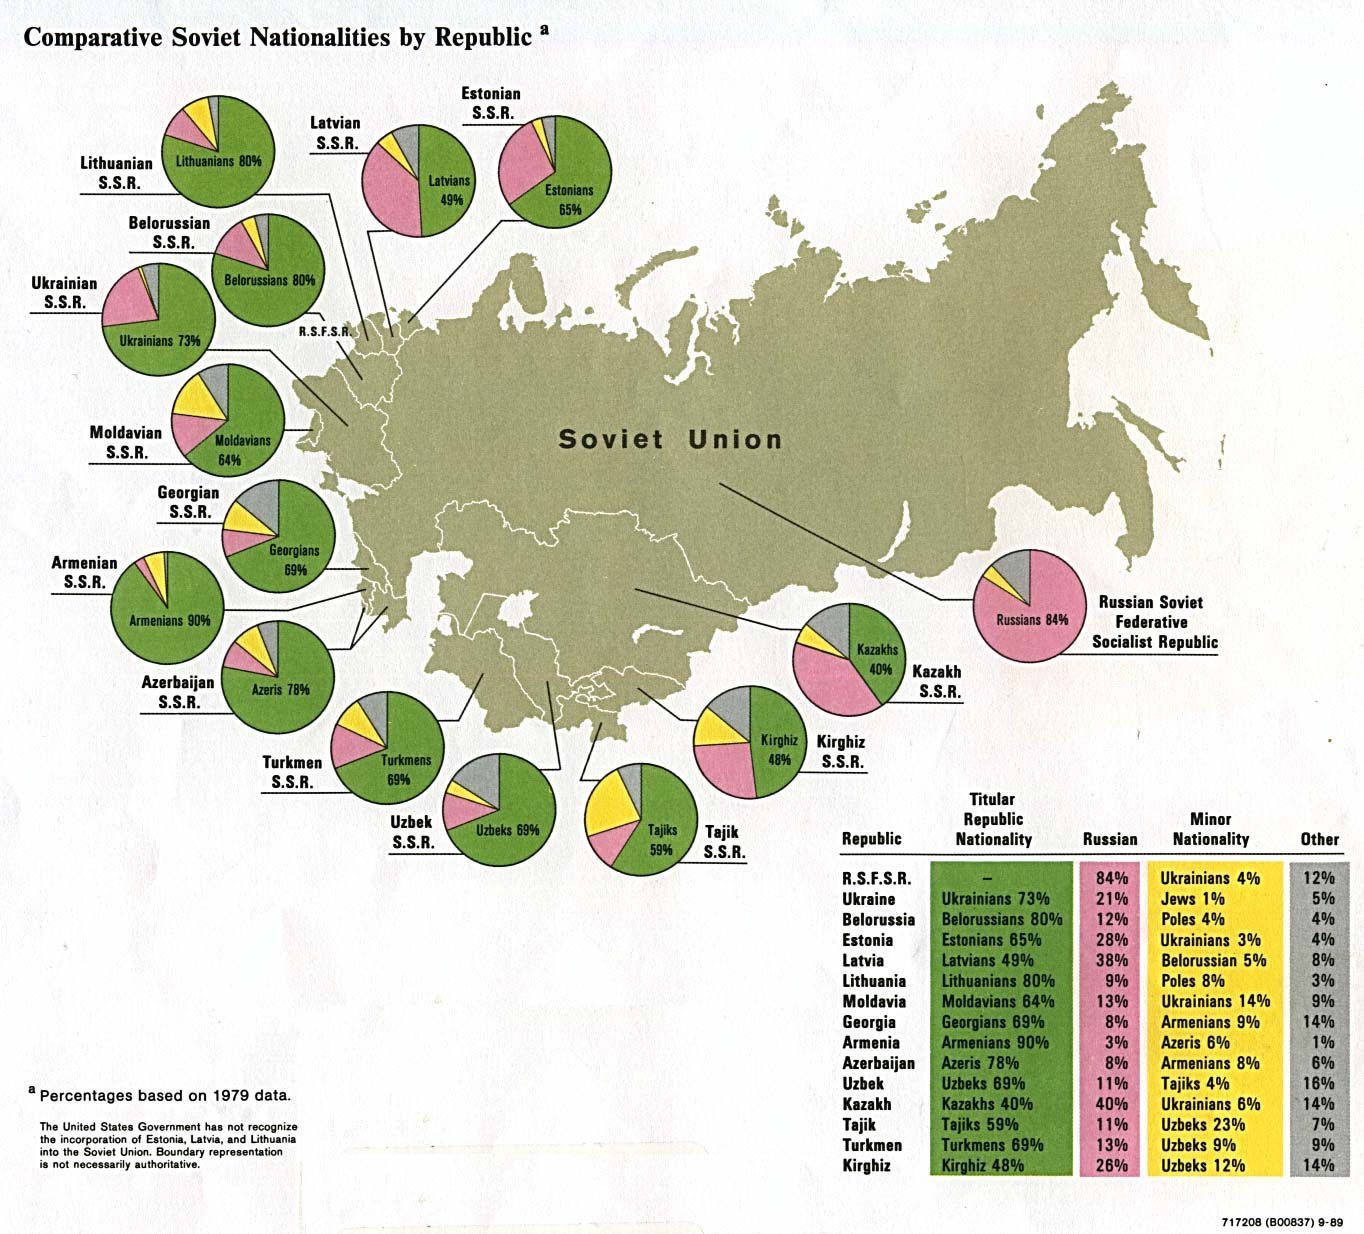 Comparative Soviet Nationalities by Republic a
Estonian
S.S.R.
Latvian
S.S.R.
Lithuanian
S.S.R.
Lithuanians 80%
Latvians
49%
Estonians
65%
Belorussian
S.S.R.
Belorussians 80%
Ukrainian
S.S.R.
Ukrainians 73%
R.S.F.S.R.
Moldavian
S.S.R.
Moldavians
64%
Soviet Union
Georgian
S.S.R.
Georgians
69%
Armenian
S.S.R.
Armenians 90%
Russians 84%
Russian Soviet
Federative
Socialist Republic
Azerbaijan
S.S.R.
Azeris 78%
Kazakhs
40%
Kazakh
S.S.R.
Turkmen
S.S.R.
Turkmens
69%
Kirghiz
48%
Kirghiz
S.S.R.
Uzbek
S.S.R.
Uzbeks 69%
Tajiks
59%
Tajik
S.S.R.
Republic Titular Republic Nationality Russian Minor Nationality Other
R.S.F.S.R. – 84% Ukrainians 4% 12%
Ukraine Ukrainians 73% 21% Jews 1% 5%
Belorussia Belorussians 80% 12% Poles 4% 4%
Estonia Estonians 65% 28% Ukrainians 3% 4%
Latvia Latvians 49% 38% Belorussian 5% 8%
Lithuania Lithuanians 80% 9% Poles 8% 3%
Moldavia Moldavians 64% 13% Ukrainians 14% 9%
Georgia Georgians 69% 8% Armenians 9% 14%
Armenia Armenians 90% 3% Azeris 6% 1%
Azerbaijan Azeris 78% 8% Armenians 8% 6%
Uzbek Uzbeks 69% 11% Tajiks 4% 16%
Kazakh Kazakhs 40% 40% Ukrainians 6% 14%
Tajik Tajiks 59% 11% Uzbeks 23% 7%
Turkmen Turkmens 69% 13% Uzbeks 9% 9%
Kirghiz Kirghiz 48% 26% Uzbeks 12% 14%
a Percentages based on 1979 data.
The United States Government has not recognize
the incorporation of Estonia, Latvia, and Lithuania
into the Soviet Union. Boundary representation
is not necessarily authoritative.
717208 (B00837) 9-89